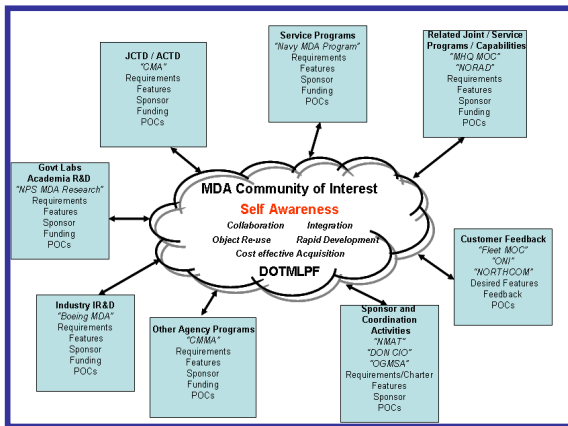 JCTD / ACTD
"CMA"
Requirements
Features
Sponsor
Funding
POCs
Service Programs
"Navy MDA Program"
Requirements
Features
Sponsor
Funding
POCs
Related Joint / Service
Programs / Capabilities
"MHQ MOC"
"NORAD"
Requirements
Features
Sponsor
Funding
POCs
Govt Labs
Academia R&D
"NPS MDA Research"
Requirements
Features
Sponsor
Funding
POCs
MDA Community of Interest
Self Awareness
Collaboration Integration
Object Re-use Rapid Development
Cost effective Acquisition
DOTMLPF
Customer Feedback
"Fleet MOC"
"ONI"
"NORTHCOM"
Desired Features
Feedback
POCs
Industry IR&D
"Boeing MDA"
Requirements
Features
Sponsor
Funding
POCs
Other Agency Programs
"CMMA"
Requirements
Features
Sponsor
Funding
POCs
Sponsor and
Coordination
Activities
"NMAT"
"DON CIO"
"OGMSA"
Requirements/Charter
Features
Sponsor
POCs